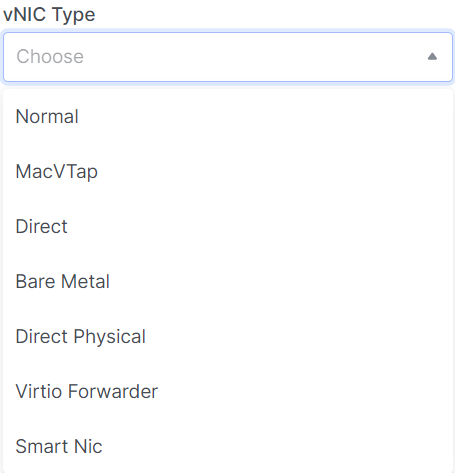 vNIC Type
Choose
Normal
MacVTap
Direct
Bare Metal
Direct Physical
Virtio Forwarder
Smart Nic